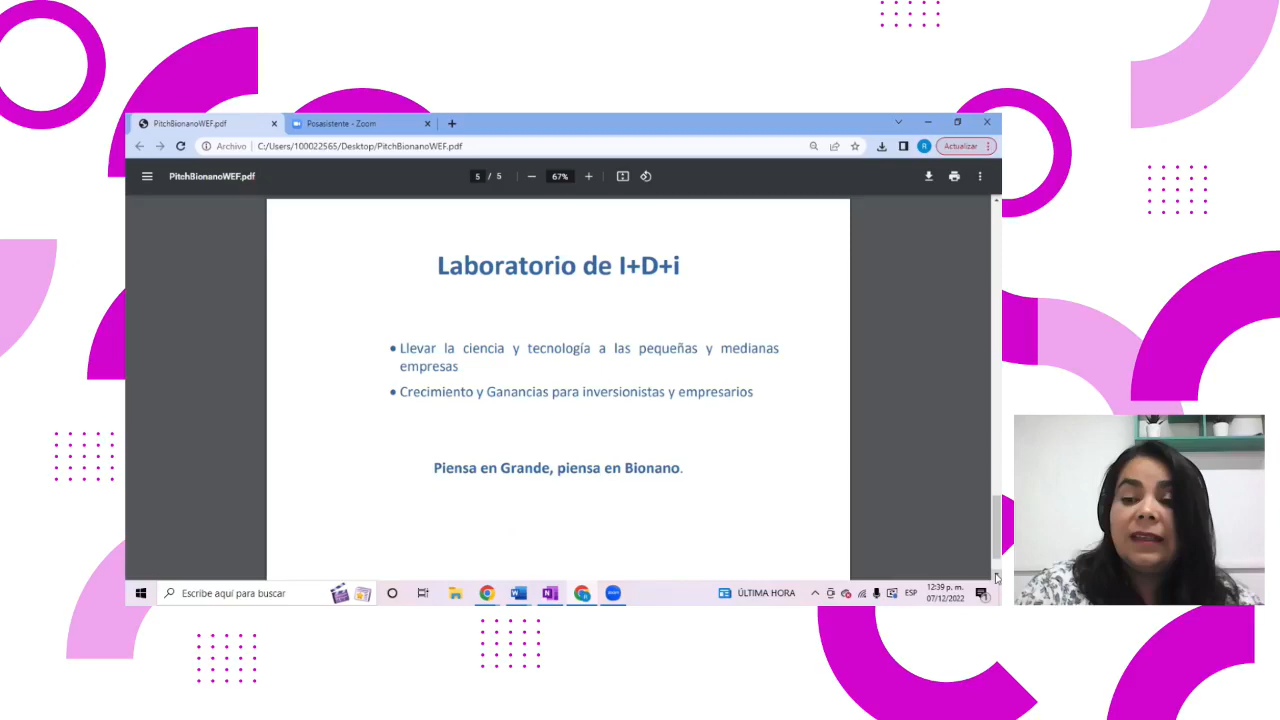 PitchBionanoWEF.pdf
Posasistente - Zoom
Archivo
C:/Users/100022565/Desktop/PitchBionanoWEF.pdf
R
Actualizar
PitchBionanoWEF.pdf
5 / 5
67%
Laboratorio de I+D+i
• Llevar la ciencia y tecnología a las pequeñas y medianas
empresas
• Crecimiento y Ganancias para inversionistas y empresarios
Piensa en Grande, piensa en Bionano.
Escribe aquí para buscar
ÚLTIMA HORA
ESP
12:39 p. m.
07/12/2022